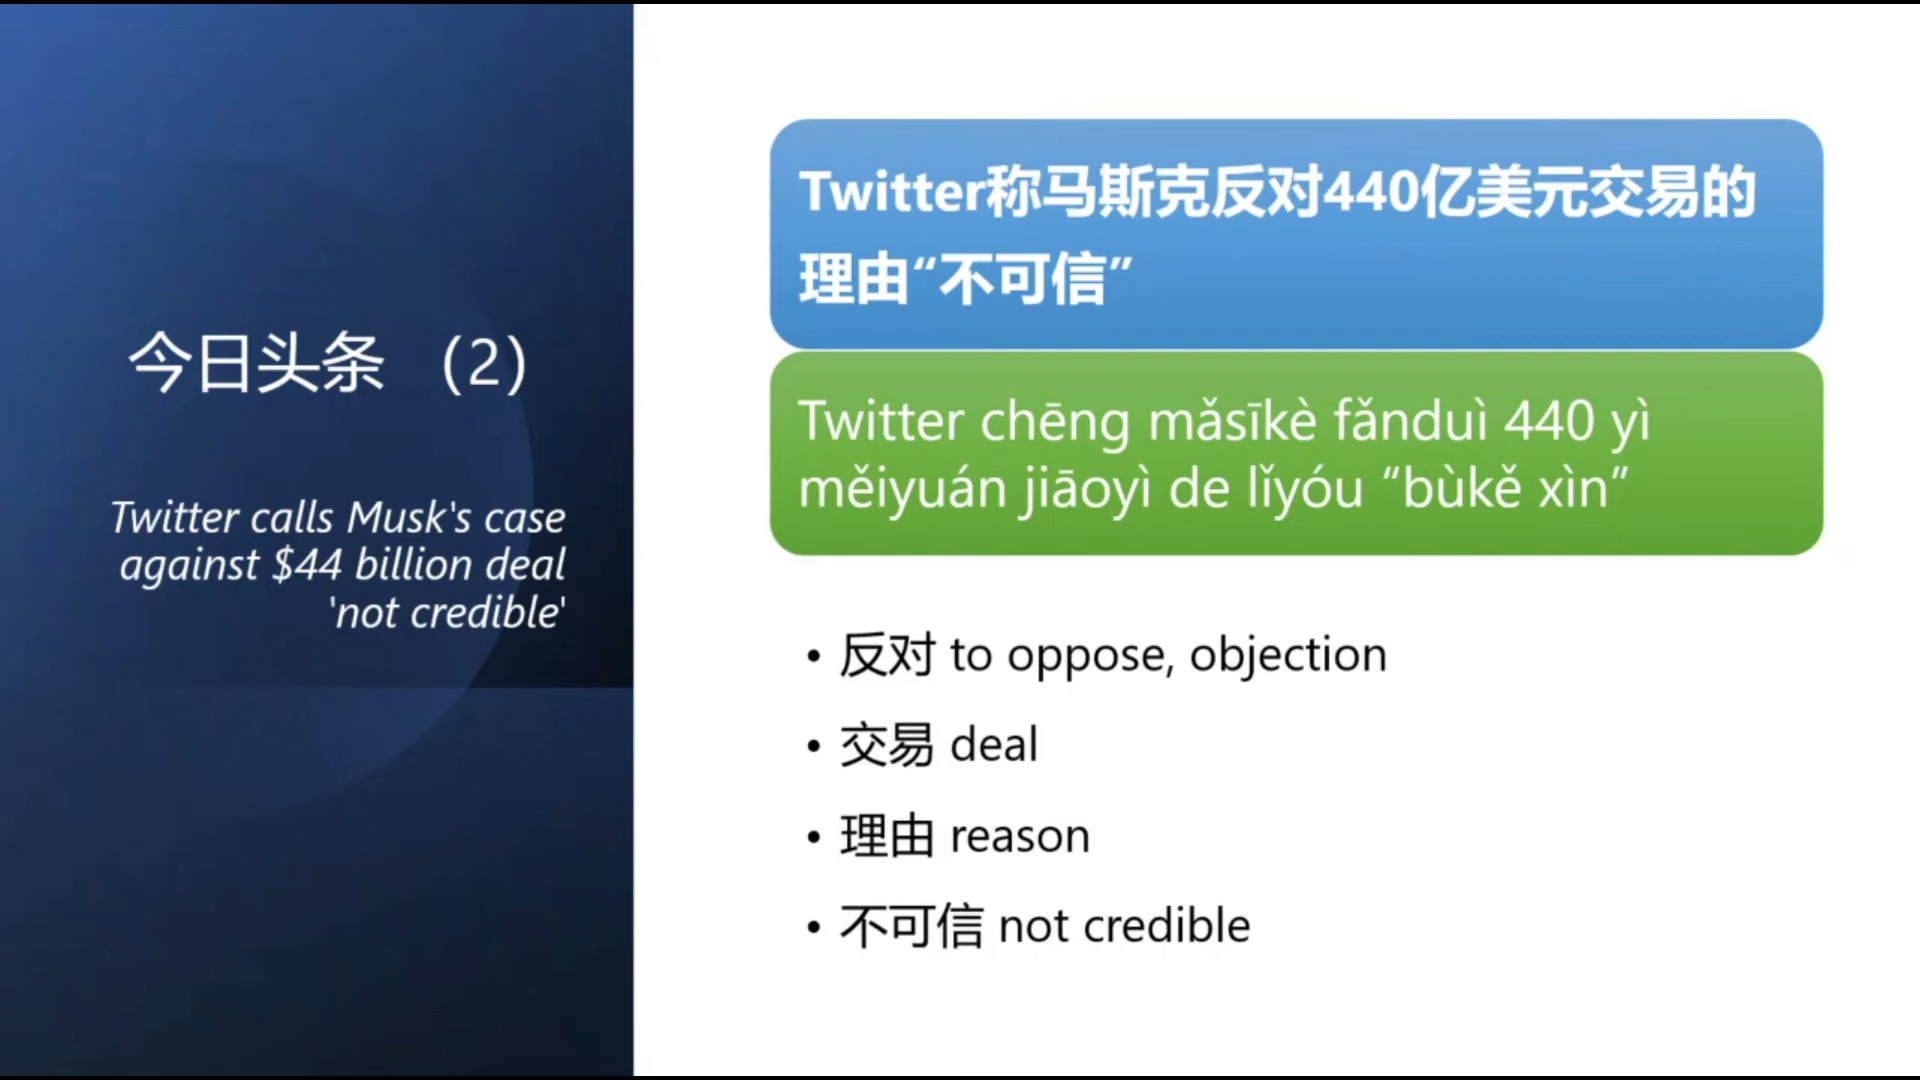 今日头条 （2）
Twitter calls Musk's case
against $44 billion deal
'not credible'
Twitter称马斯克反对440亿美元交易的
理由“不可信”
Twitter chēng mǎsīkè fǎnduì 440 yì
měiyuán jiāoyì de lǐyóu “bùkě xìn”
• 反对 to oppose, objection
• 交易 deal
• 理由 reason
• 不可信 not credible